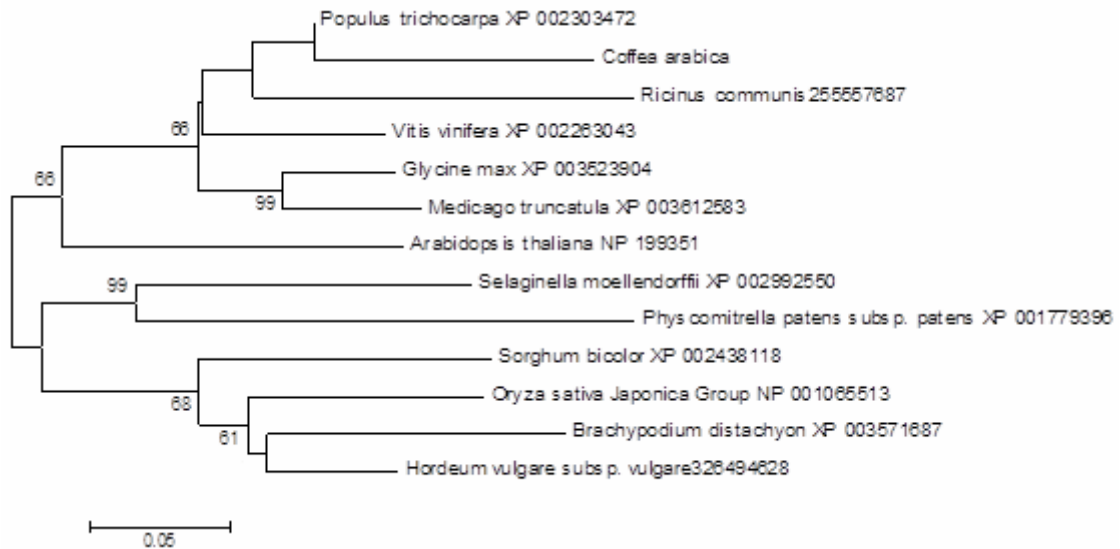 Populus trichocarpa XP 002303472
Coffea arabica
Ricinus communis 255557687
66
Vitis vinifera XP 002263043
Glycine max XP 003523904
66
99
Medicago truncatula XP 003612583
Arabidopsis thaliana NP 199351
99
Selaginella moellendorffii XP 002992550
Physcomitrella patens subsp. patens XP 001779396
Sorghum bicolor XP 002438118
68
Oryza sativa Japonica Group NP 001065513
61
Brachypodium distachyon XP 003571687
Hordeum vulgare subsp. vulgare326494628
0.05